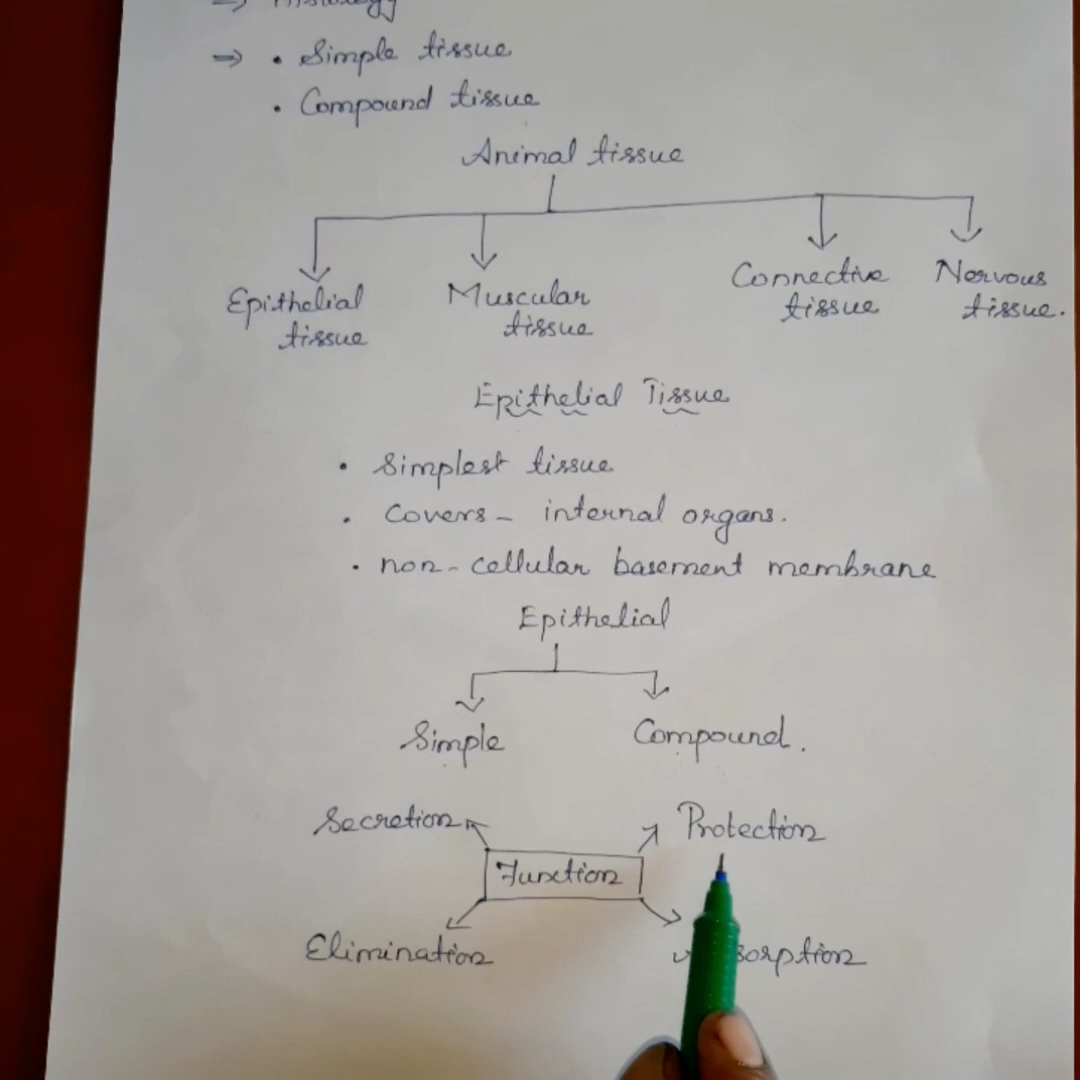 ⇒ Histology
⇒ • Simple tissue
• Compound tissue
Animal tissue
Epithelial tissue
Muscular tissue
Connective tissue
Nervous tissue.
Epithelial Tissue
• Simplest tissue
• Covers - internal organs.
• non-cellular basement membrane
Epithelial
Simple
Compound.
Secretion
Protection
Function
Elimination